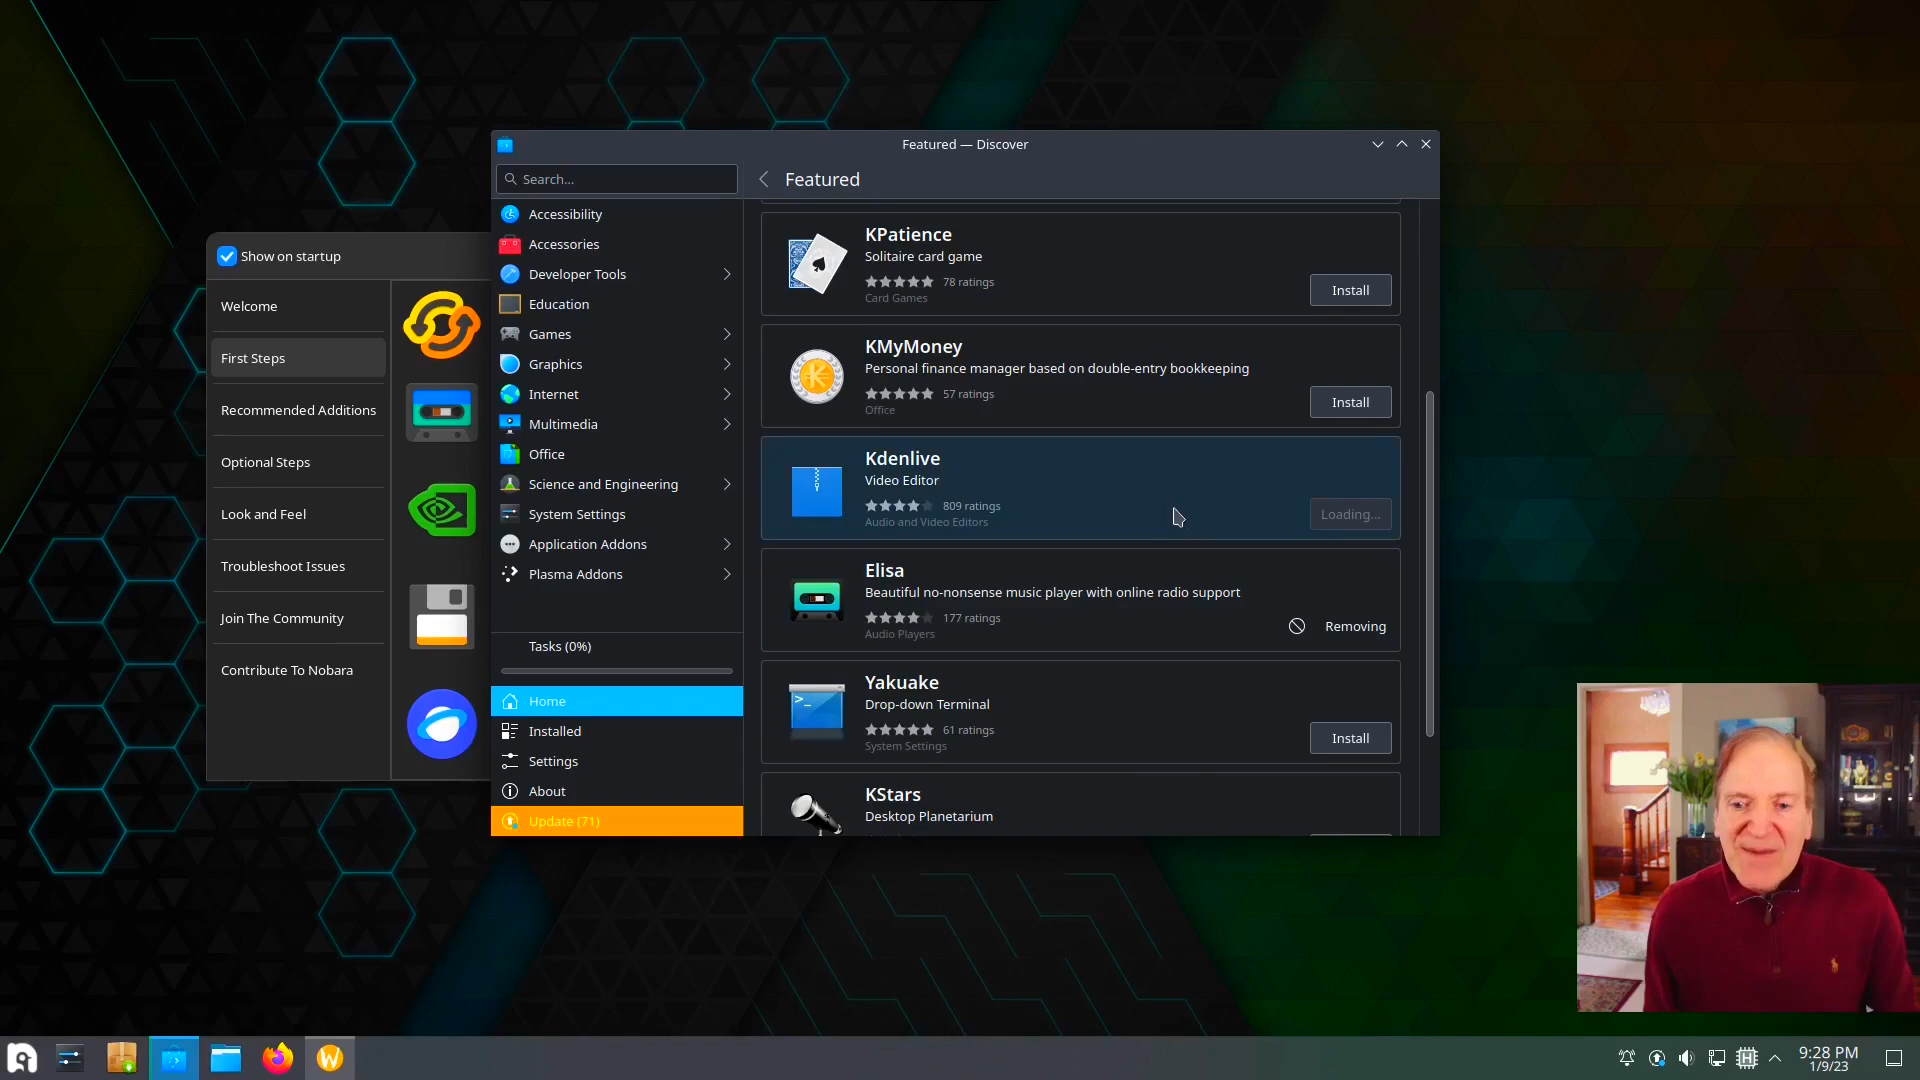 Featured — Discover
Search...
Featured
Accessibility
Accessories
Developer Tools
Education
Games
Graphics
Internet
Multimedia
Office
Science and Engineering
System Settings
Application Addons
Plasma Addons
Tasks (0%)
Home
Installed
Settings
About
Update (71)
KPatience
Solitaire card game
78 ratings
Card Games
Install
KMyMoney
Personal finance manager based on double-entry bookkeeping
57 ratings
Office
Install
Kdenlive
Video Editor
809 ratings
Audio and Video Editors
Loading...
Elisa
Beautiful no-nonsense music player with online radio support
177 ratings
Audio Players
Removing
Yakuake
Drop-down Terminal
61 ratings
System Settings
Install
KStars
Desktop Planetarium
Show on startup
Welcome
First Steps
Recommended Additions
Optional Steps
Look and Feel
Troubleshoot Issues
Join The Community
Contribute To Nobara
9:28 PM
1/9/23